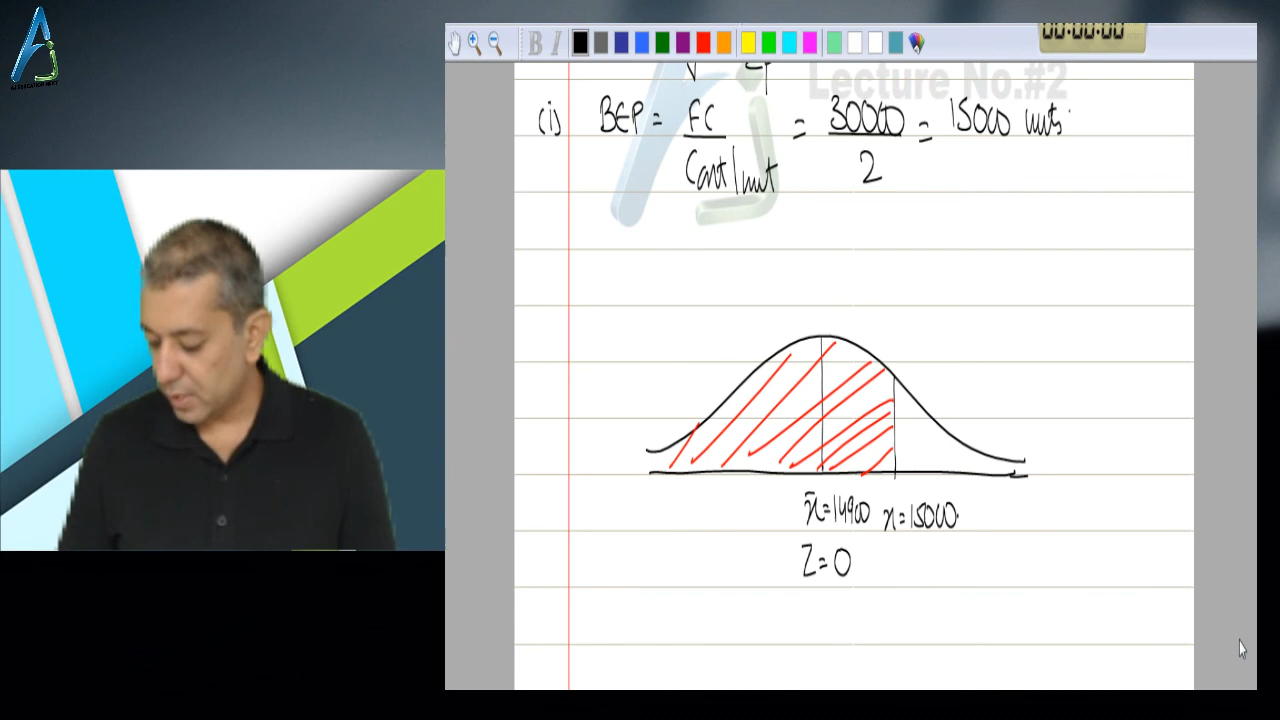 00:00:00
B I
Lecture No.#2
(i) BEP = FC / Cont/unit = 30000 / 2 = 15000 units
x̄=14900 x=15000
Z=0